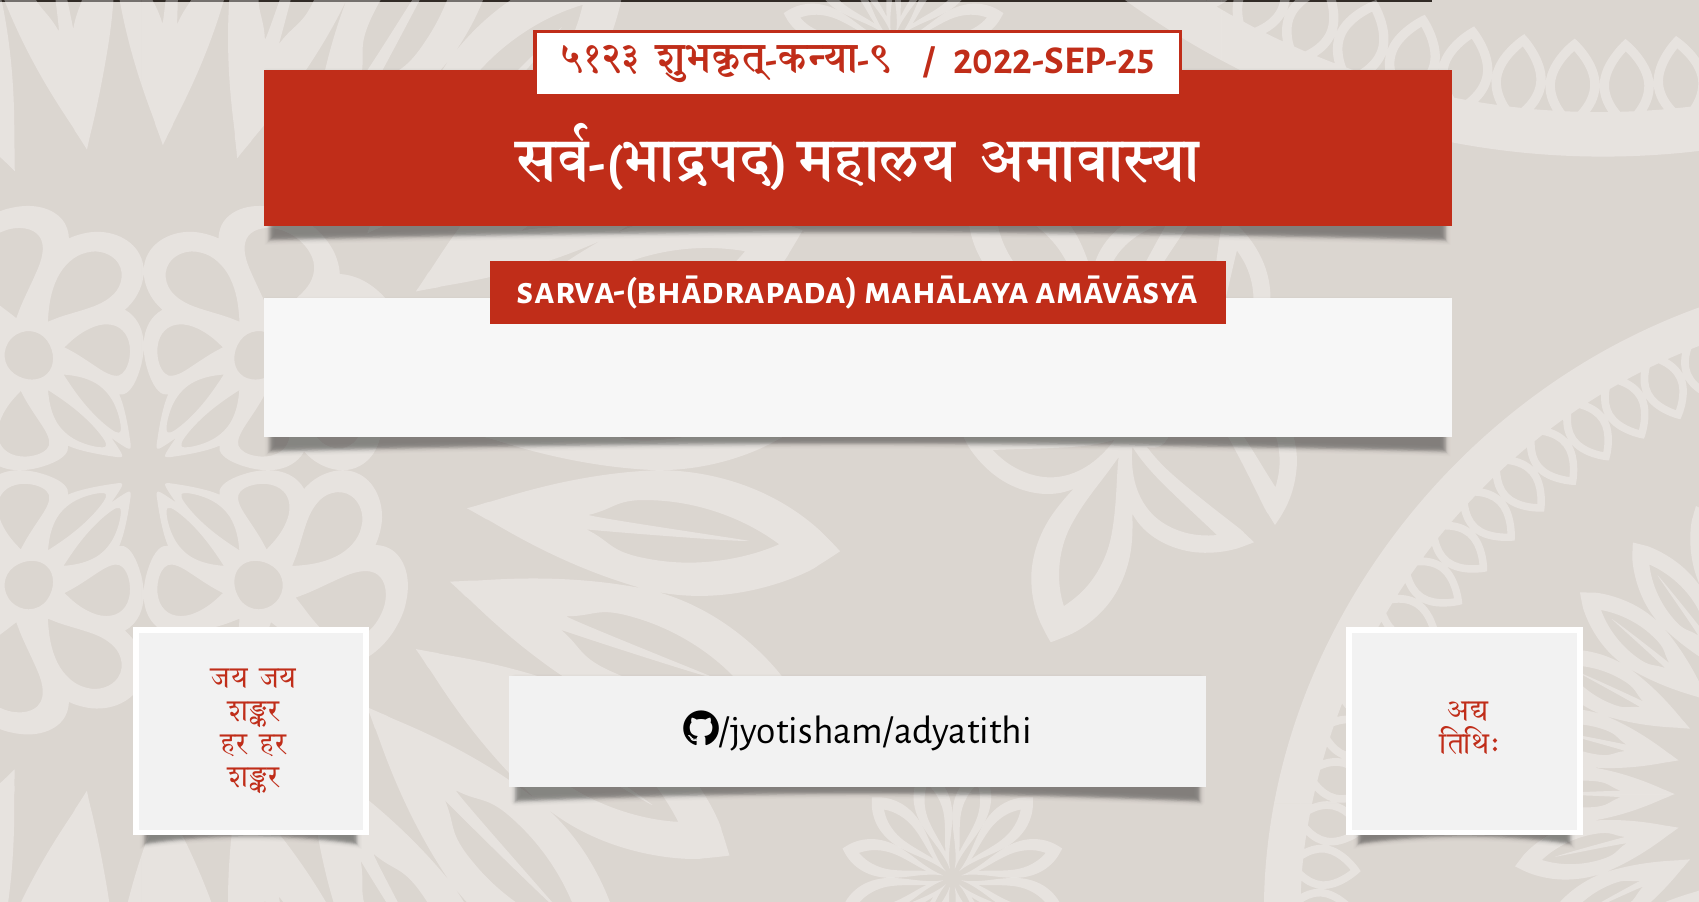 ५१२३ शुभकृत्-कन्या-९ / 2022-SEP-25
सर्व-(भाद्रपद) महालय अमावास्या
SARVA-(BHĀDRAPADA) MAHĀLAYA AMĀVĀSYĀ
जय जय
शङ्कर
हर हर
शङ्कर
/jyotisham/adyatithi
अद्य
तिथिः